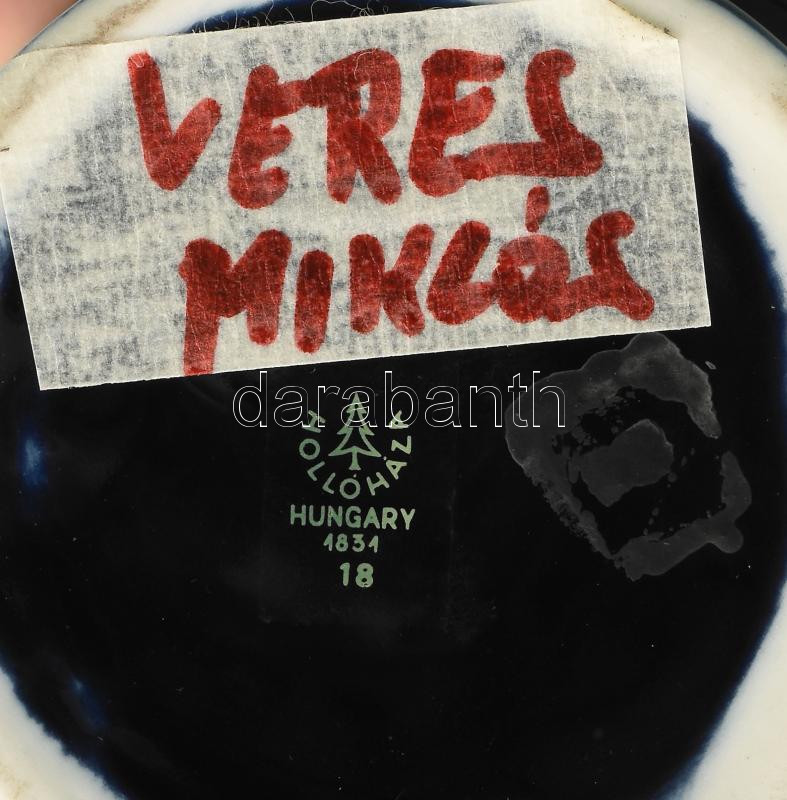 VERES
MIKLÓS
darabanth
HOLLÓHÁZA
HUNGARY
1831
18